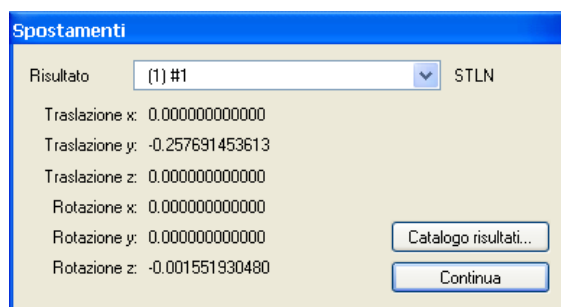 Spostamenti
Risultato (1) #1 STLN
Traslazione x: 0.000000000000
Traslazione y: -0.257691453613
Traslazione z: 0.000000000000
Rotazione x: 0.000000000000
Rotazione y: 0.000000000000
Rotazione z: -0.001551930480
Catalogo risultati...
Continua